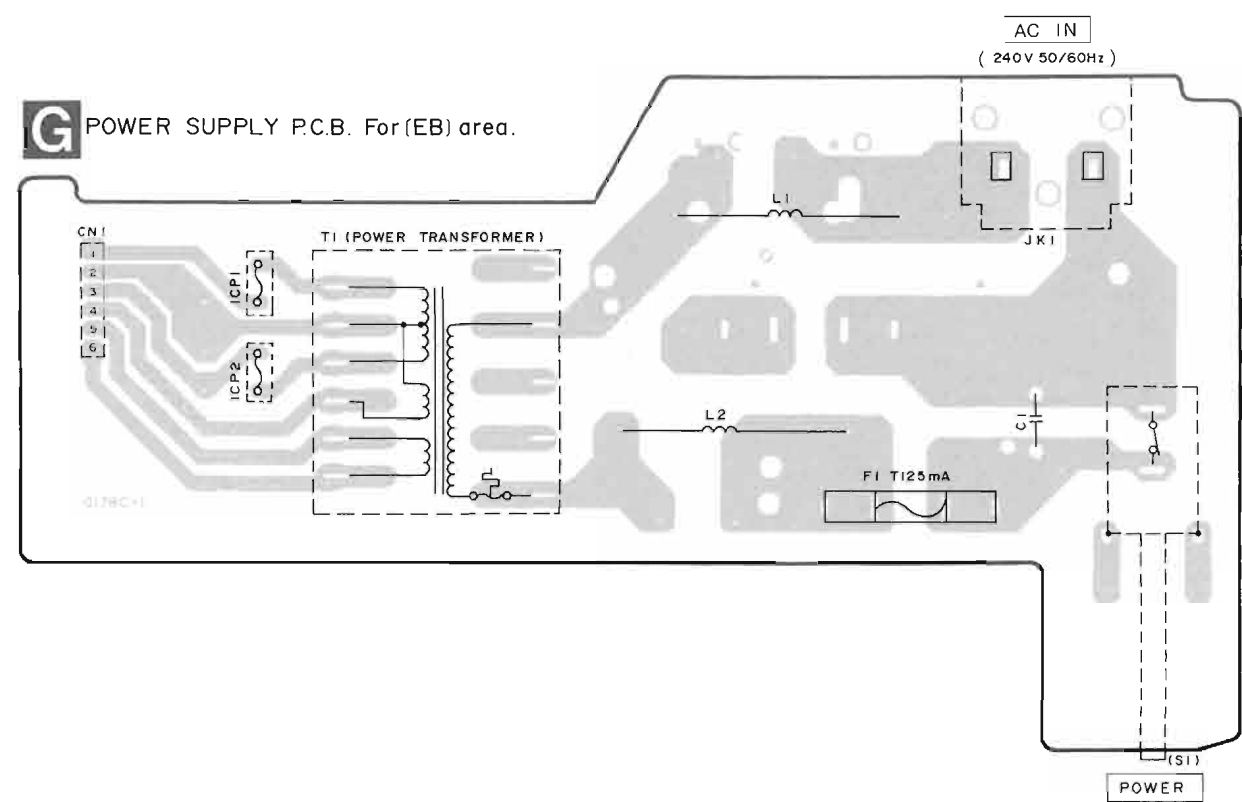 AC IN
( 240V 50/60Hz )
G POWER SUPPLY P.C.B. For (EB) area.
CN1
1
2
3
4
5
6
ICP1
ICP2
T1 (POWER TRANSFORMER)
L1
JK1
L2
C1
F1 T125mA
(S1)
POWER